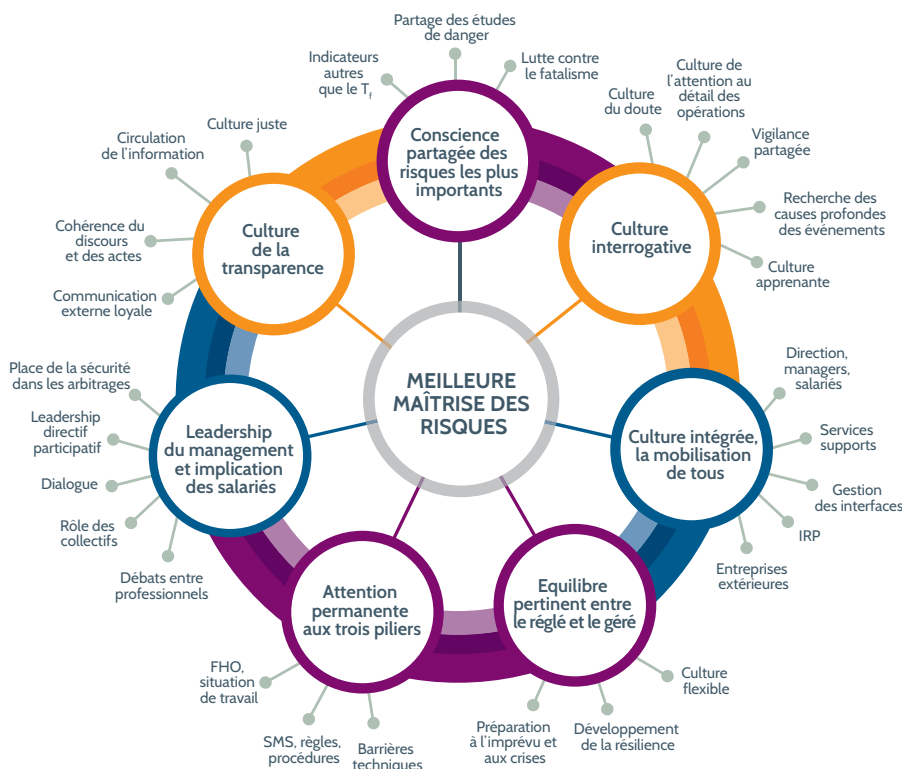 Partage des études
de danger
Indicateurs
autres
que le Tf
Lutte contre
le fatalisme
Conscience
partagée des
risques les plus
importants
Culture
du doute
Culture de
l'attention au
détail des
opérations
Vigilance
partagée
Recherche des
causes profondes
des événements
Culture
apprenante
Culture
interrogative
Direction,
managers,
salariés
Services
supports
Gestion
des interfaces
IRP
Entreprises
extérieures
Culture intégrée,
la mobilisation
de tous
Culture
flexible
Développement
de la résilience
Préparation
à l'imprévu et
aux crises
Equilibre
pertinent entre
le réglé et le géré
Barrières
techniques
SMS, règles,
procédures
FHO,
situation
de travail
Attention
permanente
aux trois piliers
Débats entre
professionnels
Rôle des
collectifs
Dialogue
Leadership
directif
participatif
Place de la sécurité
dans les arbitrages
Leadership
du management
et implication
des salariés
Communication
externe loyale
Cohérence du
discours
et des actes
Circulation
de l'information
Culture juste
Culture
de la
transparence
MEILLEURE
MAÎTRISE DES
RISQUES